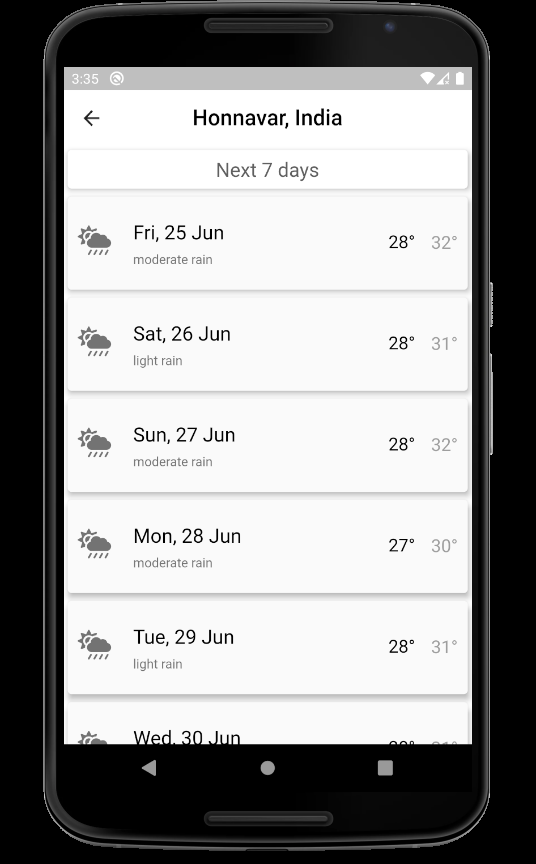 3:35
Honnavar, India
Next 7 days
Fri, 25 Jun
28° 32°
moderate rain
Sat, 26 Jun
28° 31°
light rain
Sun, 27 Jun
28° 32°
moderate rain
Mon, 28 Jun
27° 30°
moderate rain
Tue, 29 Jun
28° 31°
light rain
Wed, 30 Jun